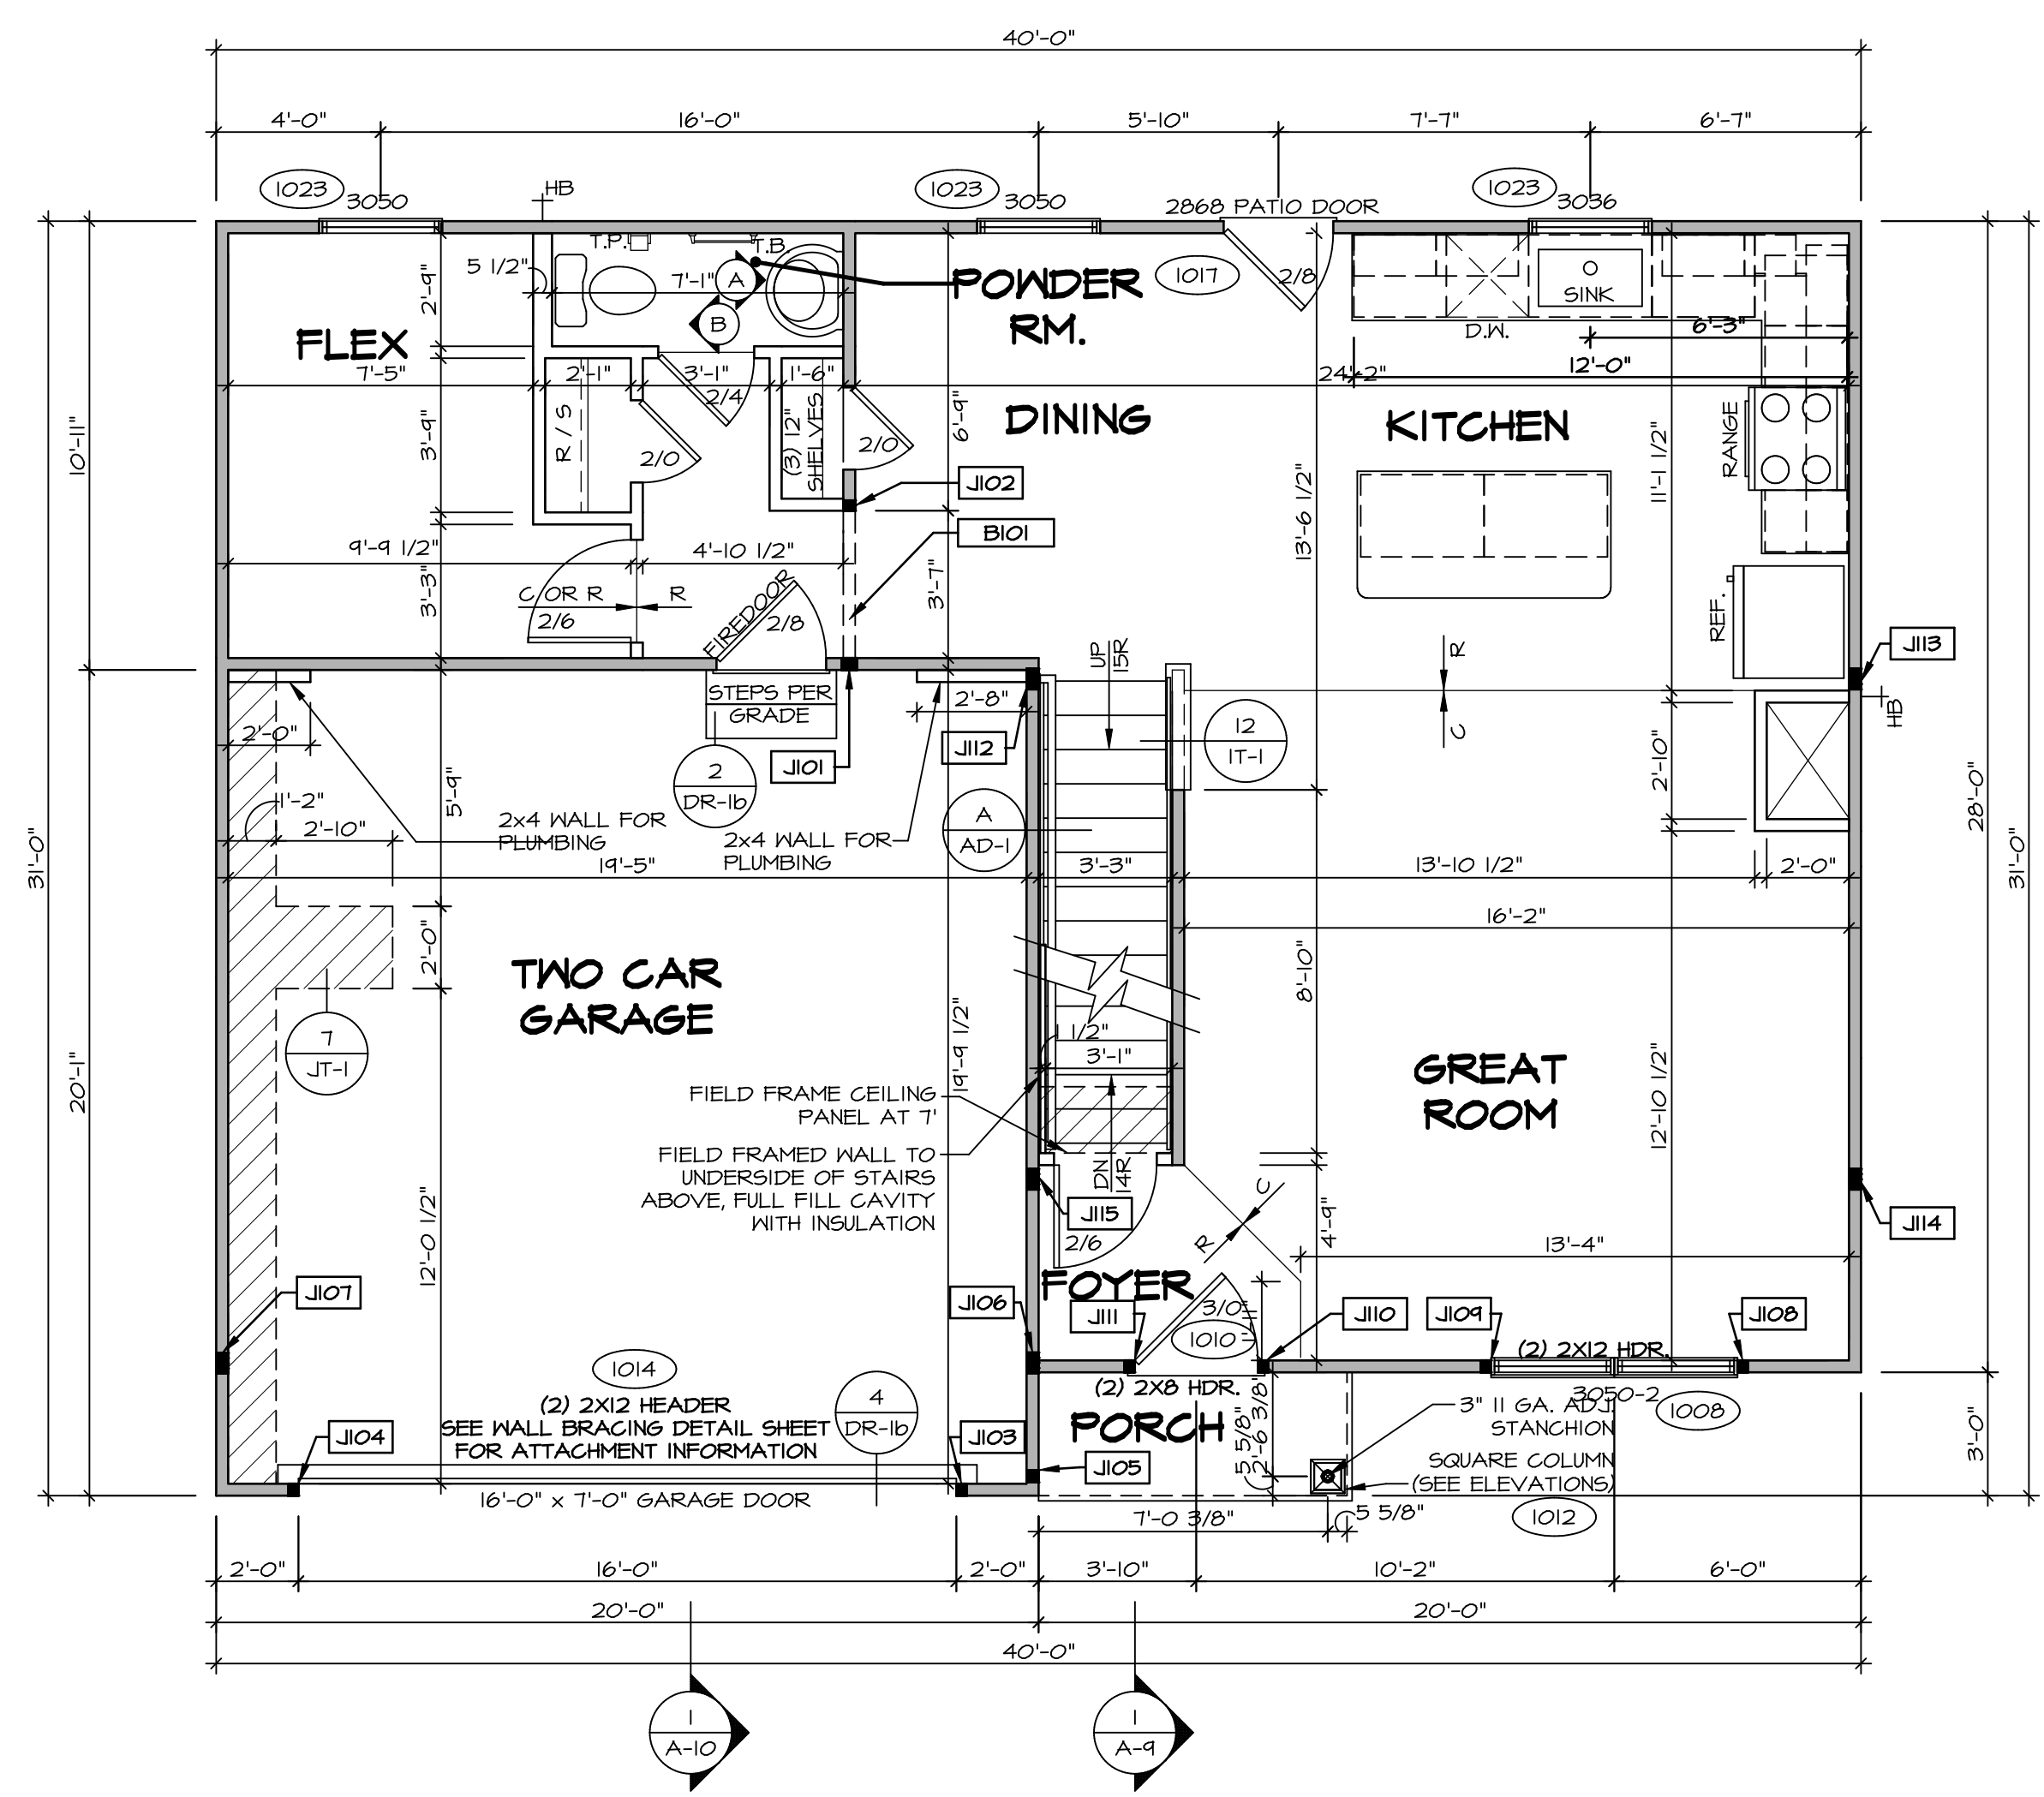 40'-0"
4'-0"
16'-0"
5'-10"
7'-7"
6'-7"
1023
3050
HB
1023
3050
2868 PATIO DOOR
1023
3036
T.P.
T.B.
5 1/2"
2'-9"
7'-1"
A
B
POWDER
RM.
1017
2/8
SINK
D.W.
6'-3"
12'-0"
FLEX
7'-5"
2'-1"
3'-1"
1'-6"
24'-2"
2/4
R / S
2/0
(3) 12"
SHELVES
2/0
6'-9"
DINING
KITCHEN
RANGE
10'-11"
3'-9"
J102
B101
13'-6 1/2"
11'-1 1/2"
9'-9 1/2"
4'-10 1/2"
3'-3"
3'-7"
C OR R
R
2/6
FIREDOOR
2/8
REF.
UP
15R
R
C
J113
HB
STEPS PER
GRADE
2'-8"
2'-0"
J112
J101
12
IT-1
2
DR-1b
5'-9"
1'-2"
2'-10"
2x4 WALL FOR
PLUMBING
2x4 WALL FOR
PLUMBING
A
AD-1
2'-10"
28'-0"
31'-0"
31'-0"
19'-5"
3'-3"
13'-10 1/2"
2'-0"
16'-2"
2'-0"
TWO CAR
GARAGE
8'-10"
19'-9 1/2"
1 1/2"
3'-1"
7
JT-1
20'-1"
GREAT
ROOM
12'-10 1/2"
FIELD FRAME CEILING
PANEL AT 7'
FIELD FRAMED WALL TO
UNDERSIDE OF STAIRS
ABOVE, FULL FILL CAVITY
WITH INSULATION
DN
14R
J115
2/6
C
R
4'-9"
J114
13'-4"
12'-0 1/2"
J107
J106
FOYER
J111
3/0
1'-11"
1010
J110
J109
J108
(2) 2X12 HDR.
3050-2
1008
1014
(2) 2X12 HEADER
SEE WALL BRACING DETAIL SHEET
FOR ATTACHMENT INFORMATION
4
DR-1b
(2) 2X8 HDR.
PORCH
2'-6 3/8"
5 5/8"
3" 11 GA. ADJ.
STANCHION
SQUARE COLUMN
(SEE ELEVATIONS)
3'-0"
J104
J103
J105
16'-0" x 7'-0" GARAGE DOOR
7'-0 3/8"
5 5/8"
1012
2'-0"
16'-0"
2'-0"
3'-10"
10'-2"
6'-0"
20'-0"
20'-0"
40'-0"
1
A-10
1
A-9